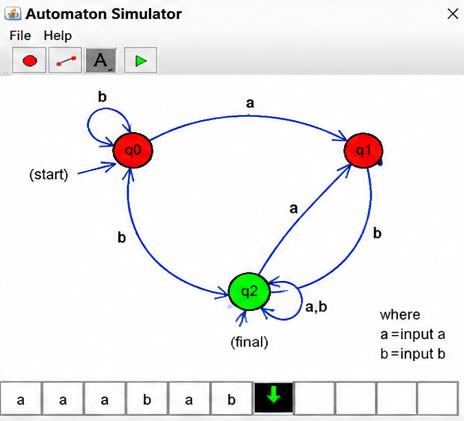 Automaton Simulator
File Help
A
b
a
q0
q1
(start)
a
b
b
q2
a,b
(final)
where
a=input a
b=input b
a a a b a b